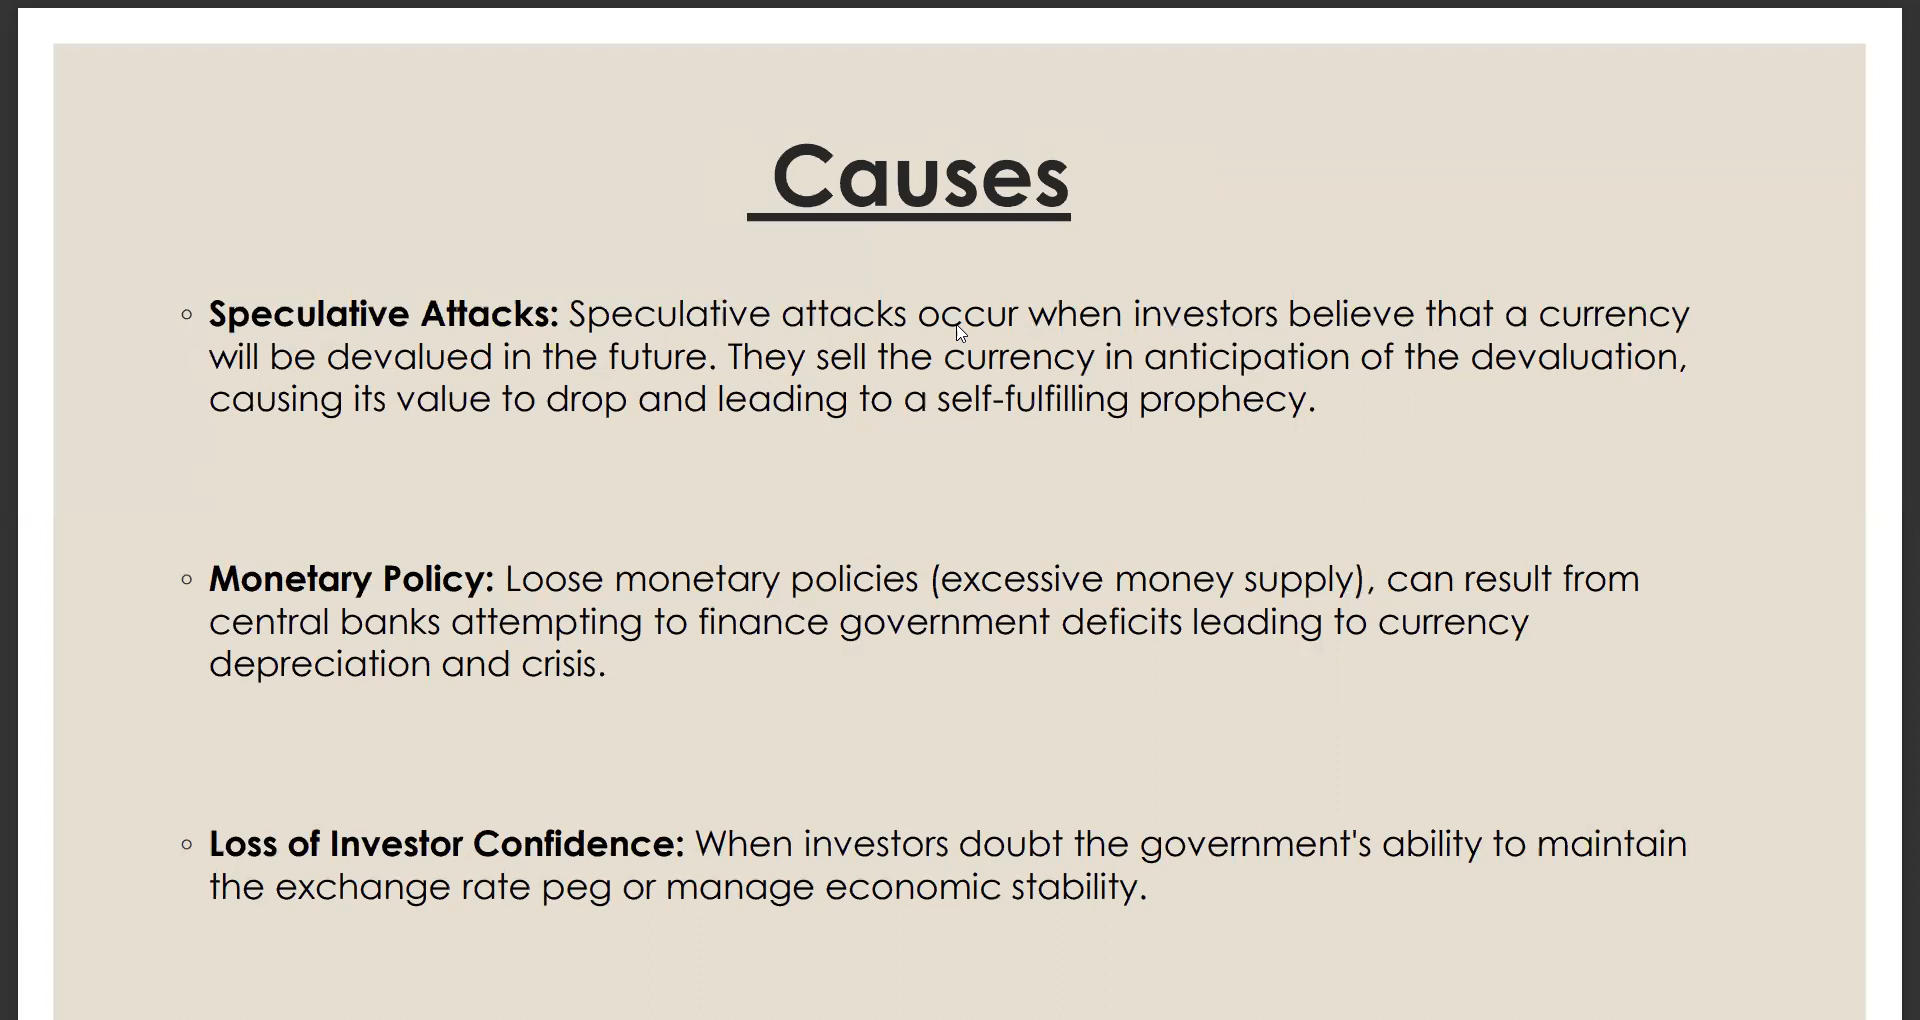 Causes
◦ Speculative Attacks: Speculative attacks occur when investors believe that a currency
will be devalued in the future. They sell the currency in anticipation of the devaluation,
causing its value to drop and leading to a self-fulfilling prophecy.
◦ Monetary Policy: Loose monetary policies (excessive money supply), can result from
central banks attempting to finance government deficits leading to currency
depreciation and crisis.
◦ Loss of Investor Confidence: When investors doubt the government's ability to maintain
the exchange rate peg or manage economic stability.